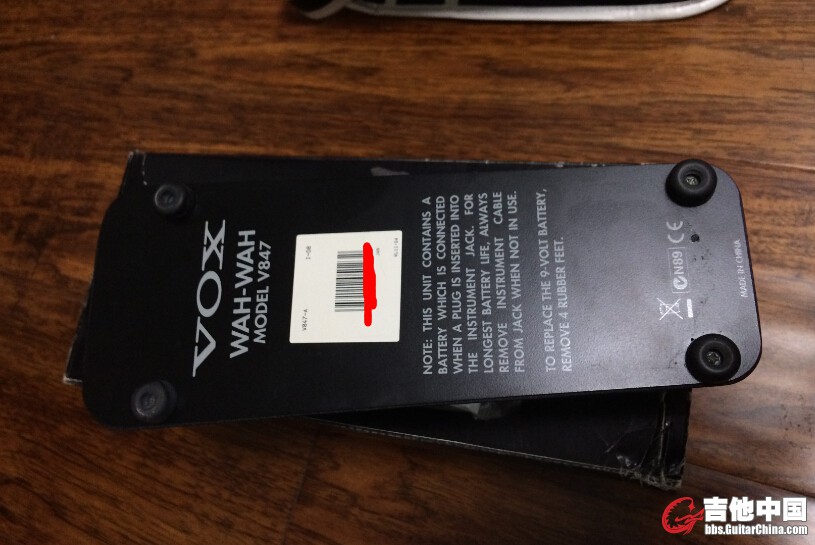 VOX
WAH-WAH
MODEL V847
V847-A
NOTE: THIS UNIT CONTAINS A
BATTERY WHICH IS CONNECTED
WHEN A PLUG IS INSERTED INTO
THE INSTRUMENT JACK. FOR
LONGEST BATTERY LIFE, ALWAYS
REMOVE INSTRUMENT CABLE
FROM JACK WHEN NOT IN USE.
TO REPLACE THE 9-VOLT BATTERY,
REMOVE 4 RUBBER FEET.
N89 CE
MADE IN CHINA
吉他中国
bbs.GuitarChina.com